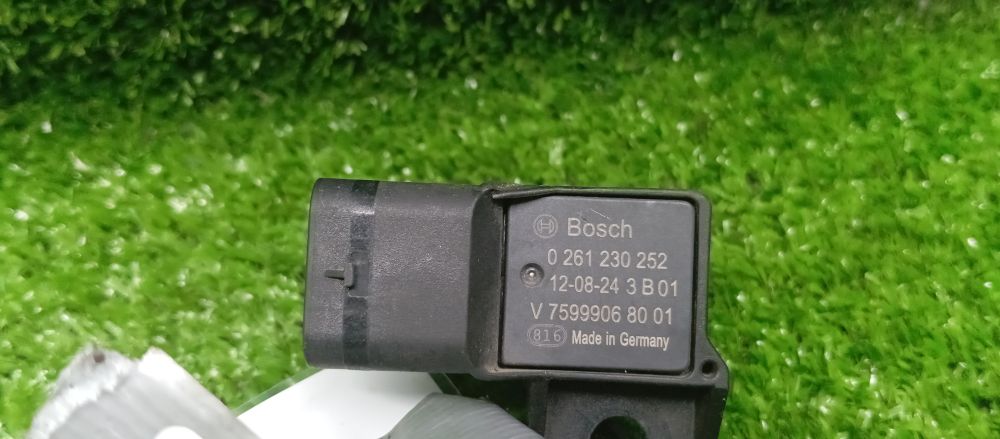 Bosch
0 261 230 252
12-08-24 3 B 01
V 7599906 80 01
816 Made in Germany